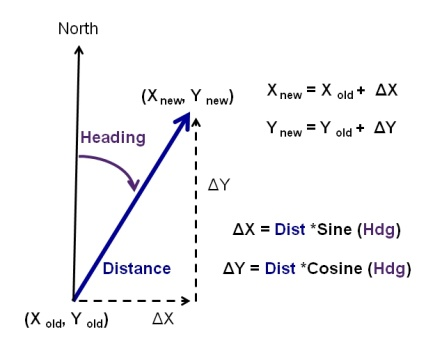 North
(X new, Y new)
X new = X old + ΔX
Y new = Y old + ΔY
Heading
ΔY
ΔX = Dist *Sine (Hdg)
Distance
ΔY = Dist *Cosine (Hdg)
(X old, Y old)
ΔX